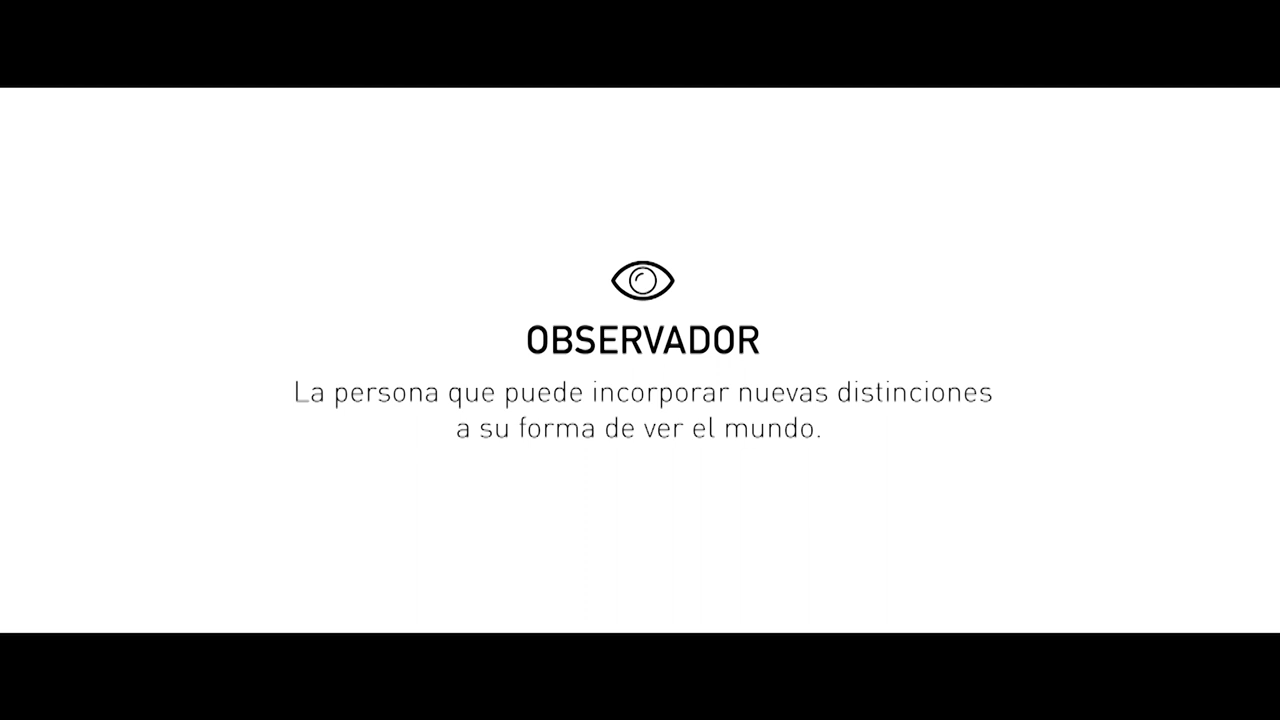 OBSERVADOR
La persona que puede incorporar nuevas distinciones
a su forma de ver el mundo.